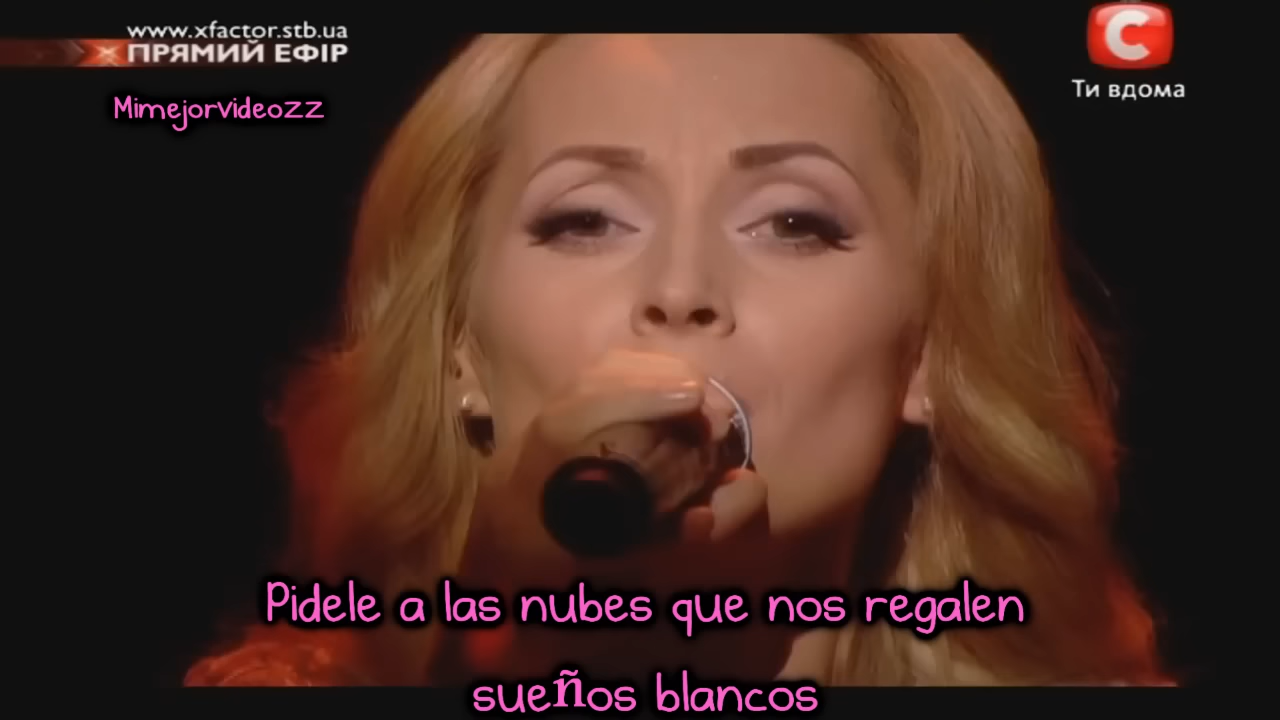 www.xfactor.stb.ua
ПРЯМИЙ ЕФІР
Mimejorvideozz
C
Ти вдома
Pidele a las nubes que nos regalen
sueños blancos